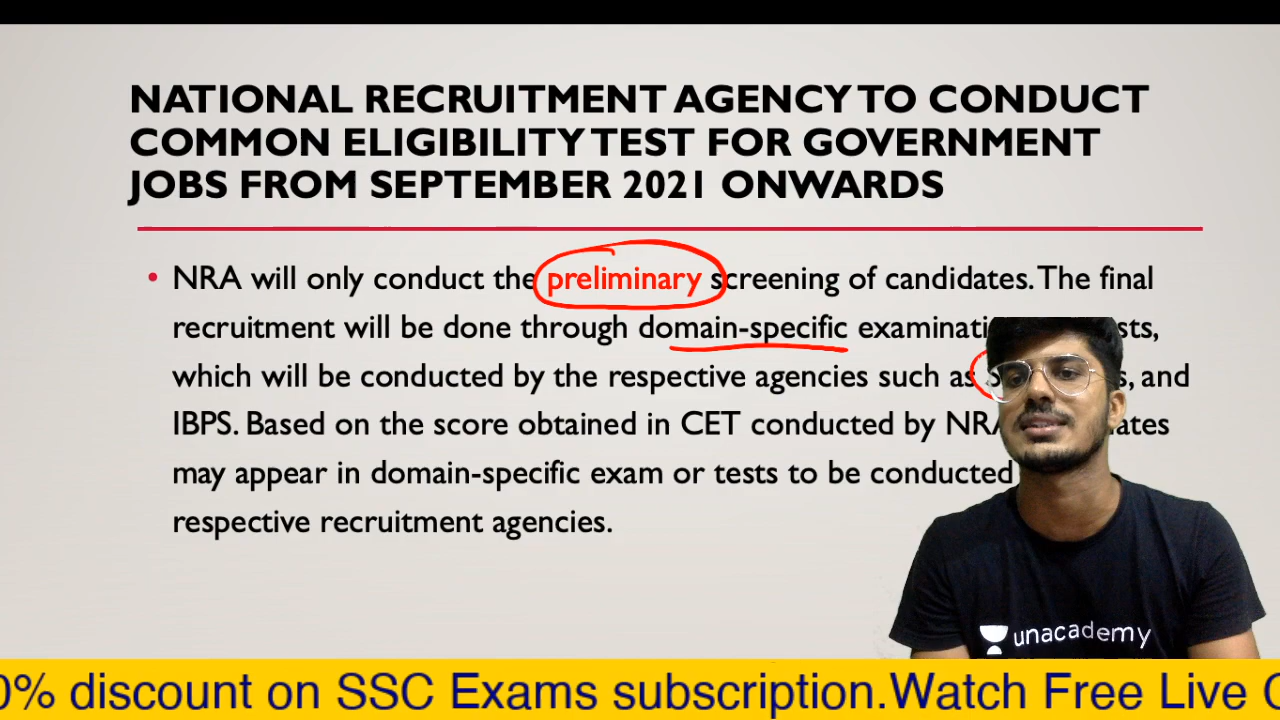 NATIONAL RECRUITMENT AGENCY TO CONDUCT
COMMON ELIGIBILITY TEST FOR GOVERNMENT
JOBS FROM SEPTEMBER 2021 ONWARDS
• NRA will only conduct the preliminary screening of candidates. The final
recruitment will be done through domain-specific
which will be conducted by the respective agencies such as and
IBPS. Based on the score obtained in CET conducted by
may appear in domain-specific exam or tests to be conducted
respective recruitment agencies.
unacademy
0% discount on SSC Exams subscription.Watch Free Live